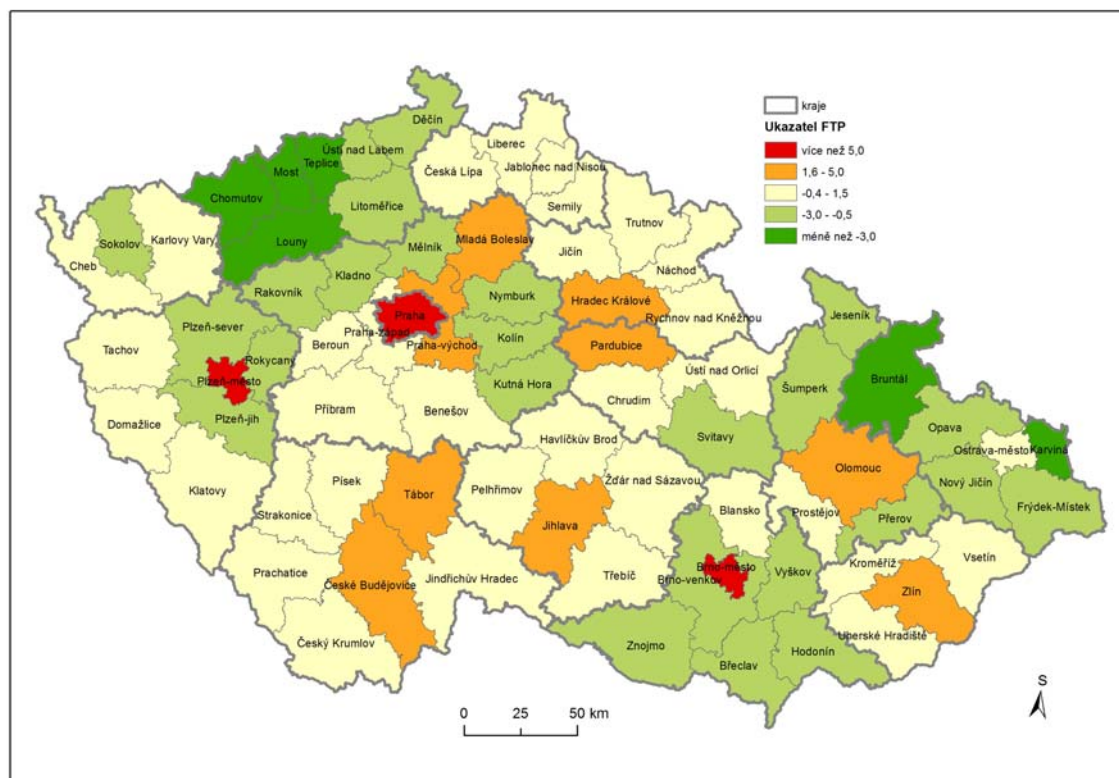 kraje
Ukazatel FTP
více než 5,0
1,6 - 5,0
-0,4 - 1,5
-3,0 - -0,5
méně než -3,0
Děčín
Liberec
Ústí nad Labem
Teplice
Most
Česká Lípa
Jablonec nad Nisou
Chomutov
Litoměřice
Semily
Trutnov
Sokolov
Karlovy Vary
Louny
Mělník
Mladá Boleslav
Jičín
Cheb
Kladno
Náchod
Rakovník
Nymburk
Hradec Králové
Praha
Rychnov nad Kněžnou
Jeseník
Plzeň-sever
Praha-západ
Kolín
Beroun
Praha-východ
Pardubice
Tachov
Rokycany
Ústí nad Orlicí
Bruntál
Plzeň-město
Kutná Hora
Šumperk
Příbram
Benešov
Chrudim
Domažlice
Plzeň-jih
Opava
Svitavy
Havlíčkův Brod
Ostrava-město
Karviná
Olomouc
Klatovy
Písek
Tábor
Pelhřimov
Žďár nad Sázavou
Nový Jičín
Frýdek-Místek
Strakonice
Blansko
Prostějov
Přerov
Jihlava
Vsetín
Kroměříž
Prachatice
České Budějovice
Jindřichův Hradec
Třebíč
Brno-město
Brno-venkov
Vyškov
Zlín
Uherské Hradiště
Český Krumlov
Znojmo
Hodonín
Břeclav
S
0 25 50 km